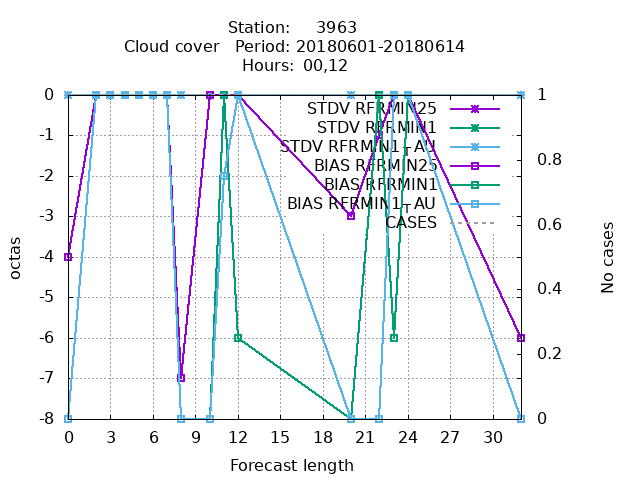 Station: 3963
Cloud cover Period: 20180601-20180614
Hours: 00,12
0
-1
-2
-3
-4
-5
-6
-7
-8
octas
STDV RFRMIN25
STDV RFRMIN1
STDV RFRMIN1_AU
BIAS RFRMIN25
BIAS RFRMIN1
BIAS RFRMIN1_AU
CASES
1
0.8
0.6
0.4
0.2
0
No cases
0 3 6 9 12 15 18 21 24 27 30
Forecast length